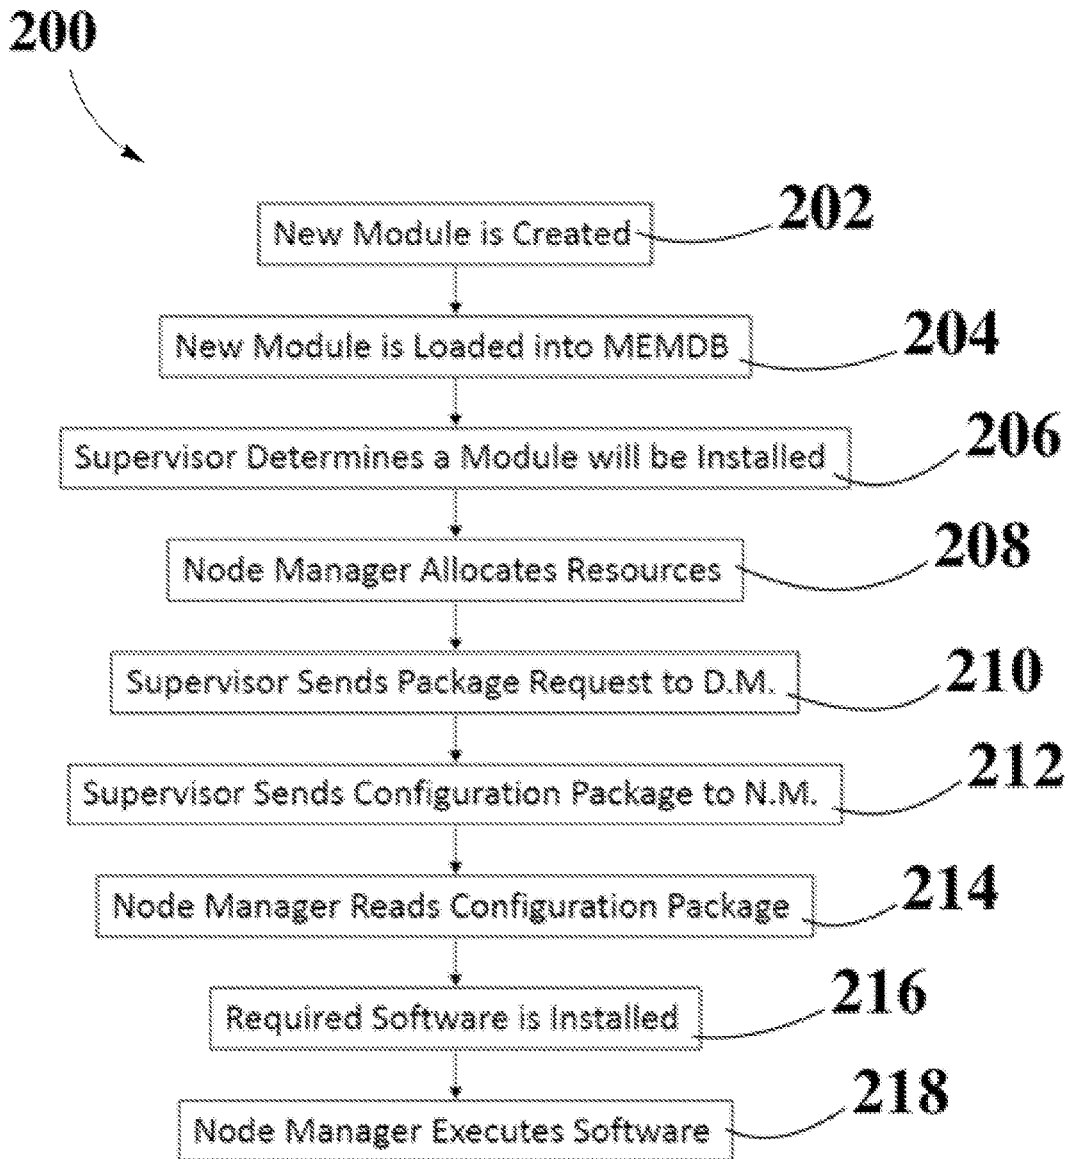 200
New Module is Created
202
New Module is Loaded into MEMDB
204
Supervisor Determines a Module will be Installed
206
Node Manager Allocates Resources
208
Supervisor Sends Package Request to D.M.
210
Supervisor Sends Configuration Package to N.M.
212
Node Manager Reads Configuration Package
214
Required Software is Installed
216
Node Manager Executes Software
218